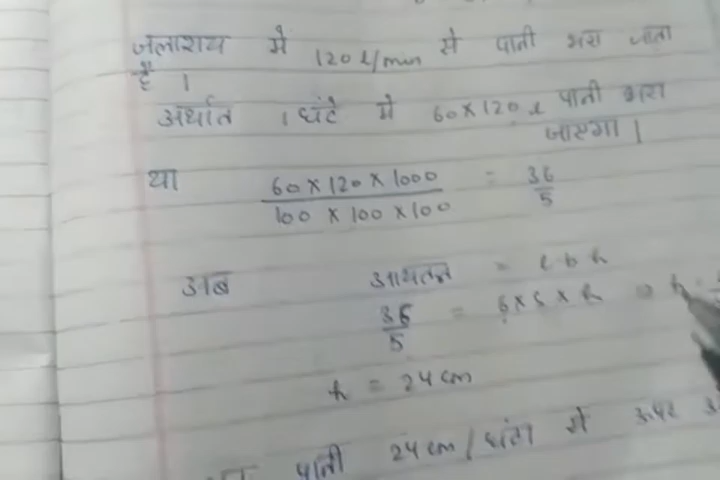 जलाशय मे 120 l/min से पानी भरा जाता
है ।
अर्थात 1 घंटे मे 60 × 120 l पानी भरा
जाएगा ।
या 60 × 120 × 1000 / 100 × 100 × 100 = 36/5
अब आयतन = l b h
36/5 = 6 × 5 × h ⇒ h
h = 24 cm
पानी 24 cm / घंटा में ऊपर